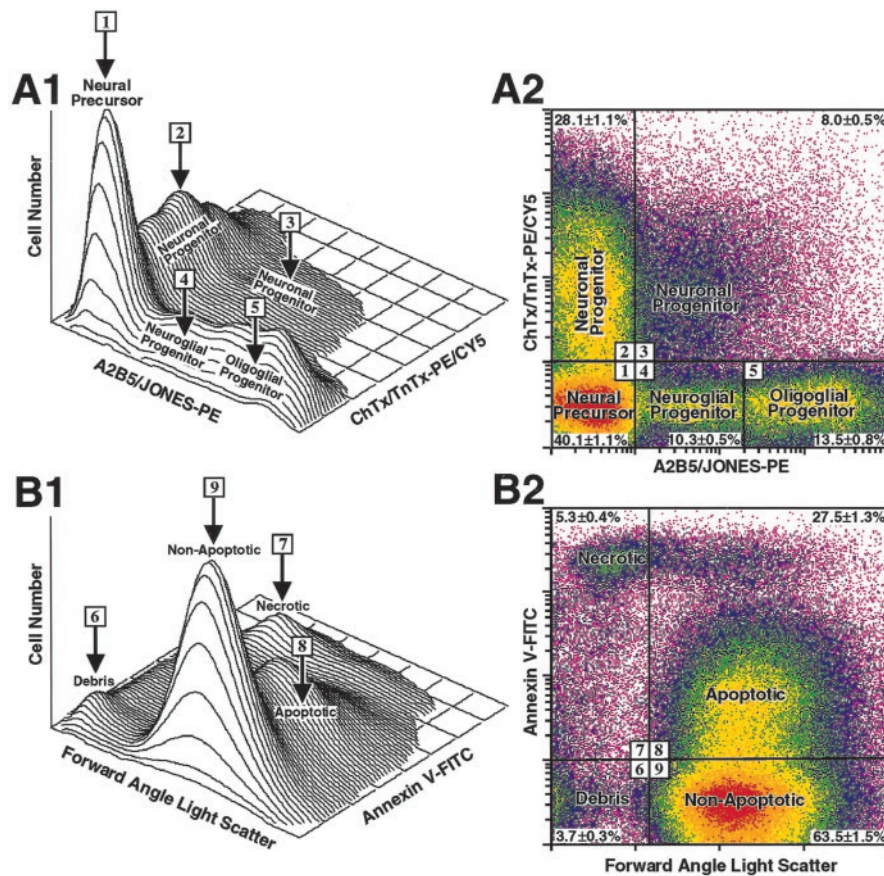 A1
1
Neural
Precursor
2
Neuronal
Progenitor
3
Neuronal
Progenitor
4
Neuroglial
Progenitor
5
Oligoglial
Progenitor
Cell Number
A2B5/JONES-PE
ChTx/TnTx-PE/CY5
A2
28.1±1.1%
8.0±0.5%
ChTx/TnTx-PE/CY5
Neuronal
Progenitor
Neuronal
Progenitor
2 3
1 4
5
Neural
Precursor
Neuroglial
Progenitor
Oligoglial
Progenitor
40.1±1.1%
10.3±0.5%
13.5±0.8%
A2B5/JONES-PE
B1
9
Non-Apoptotic
7
Necrotic
6
Debris
8
Apoptotic
Cell Number
Forward Angle Light Scatter
Annexin V-FITC
B2
5.3±0.4%
27.5±1.3%
Necrotic
Annexin V-FITC
Apoptotic
7 8
6 9
Debris
Non-Apoptotic
3.7±0.3%
63.5±1.5%
Forward Angle Light Scatter